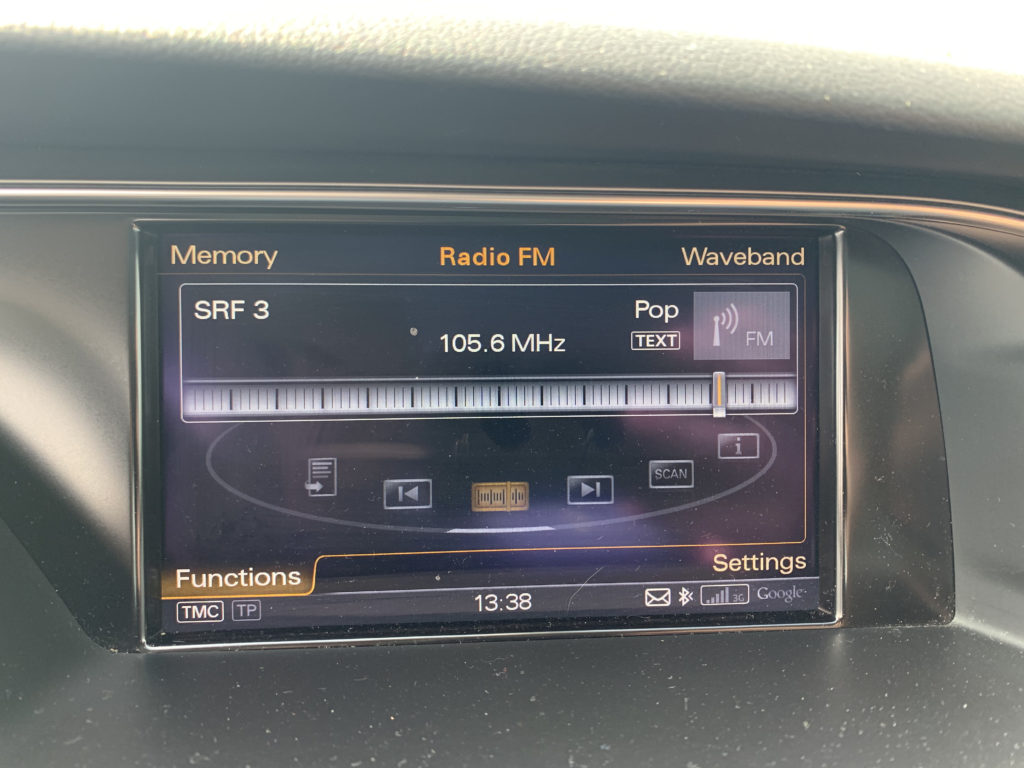 Memory Radio FM Waveband
SRF 3 Pop
105.6 MHz TEXT FM
i
SCAN
Functions Settings
TMC TP 13:38 3G Google